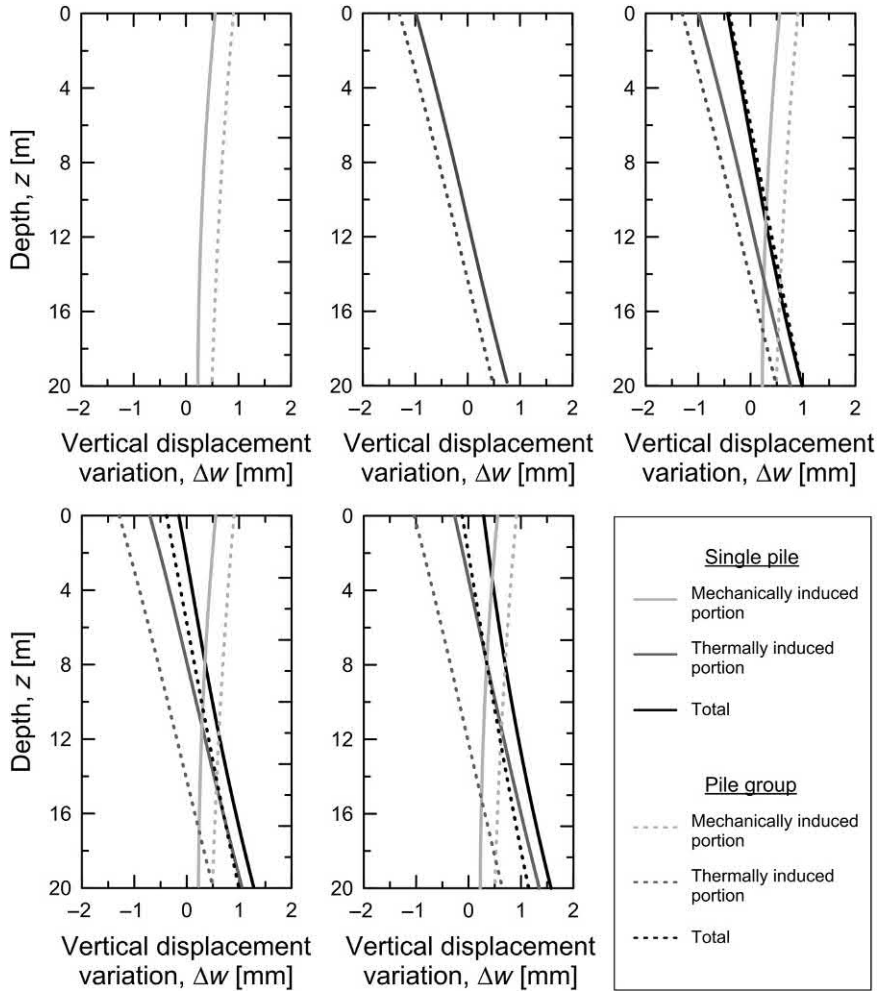 0
4
8
12
16
20
Depth, z [m]
−2 −1 0 1 2
Vertical displacement
variation, Δw [mm]
0
4
8
12
16
20
−2 −1 0 1 2
Vertical displacement
variation, Δw [mm]
0
4
8
12
16
20
−2 −1 0 1 2
Vertical displacement
variation, Δw [mm]
0
4
8
12
16
20
Depth, z [m]
−2 −1 0 1 2
Vertical displacement
variation, Δw [mm]
0
4
8
12
16
20
−2 −1 0 1 2
Vertical displacement
variation, Δw [mm]
Single pile
Mechanically induced
portion
Thermally induced
portion
Total
Pile group
Mechanically induced
portion
Thermally induced
portion
Total